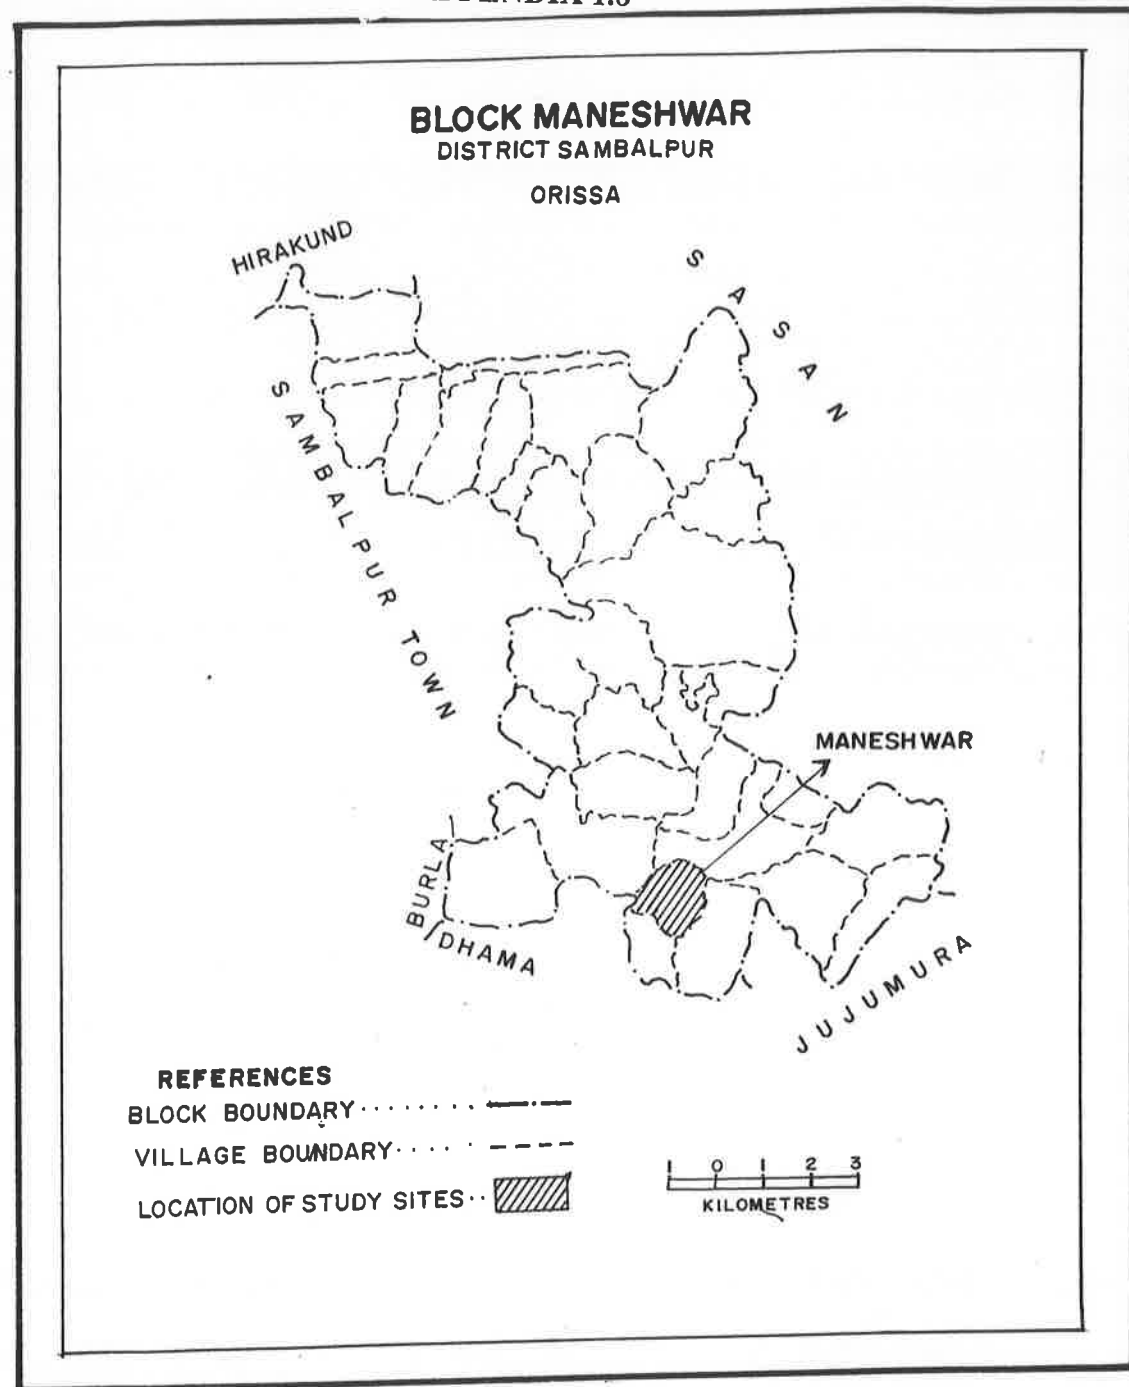 BLOCK MANESHWAR
DISTRICT SAMBALPUR
ORISSA
HIRAKUND
SASAN
SAMBALPUR TOWN
MANESHWAR
BURLA
DHAMA
JUJUMURA
REFERENCES
BLOCK BOUNDARY
VILLAGE BOUNDARY
LOCATION OF STUDY SITES
1 0 1 2 3
KILOMETRES